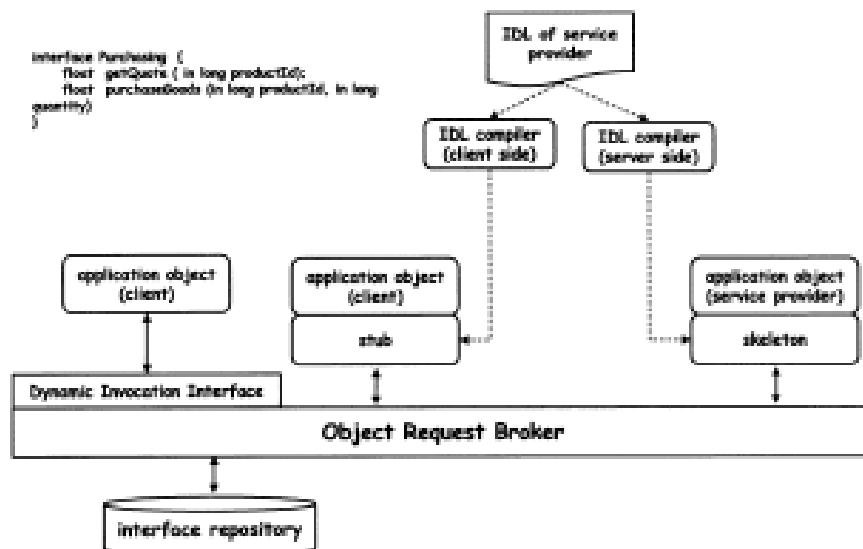 interface Purchasing {
float getQuote ( in long productId);
float purchaseGoods (in long productId, in long
quantity)
}
IDL of service
provider
IDL compiler
(client side)
IDL compiler
(server side)
application object
(client)
application object
(client)
stub
application object
(service provider)
skeleton
Dynamic Invocation Interface
Object Request Broker
interface repository